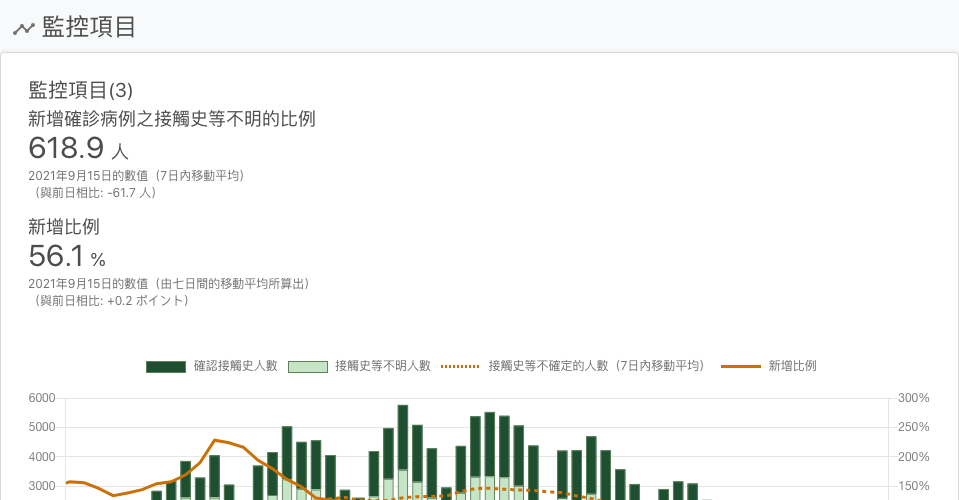 監控項目
監控項目(3)
新增確診病例之接觸史等不明的比例
618.9 人
2021年9月15日的數值（7日內移動平均）
（與前日相比: -61.7 人）
新增比例
56.1 %
2021年9月15日的數值（由七日間的移動平均所算出）
（與前日相比: +0.2 ポイント）
確認接觸史人數 接觸史等不明人數 接觸史等不確定的人數（7日內移動平均） 新增比例
6000 300%
5000 250%
4000 200%
3000 150%